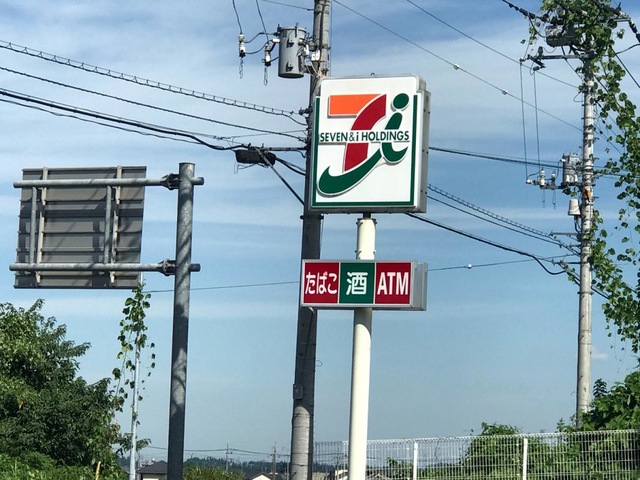 7
SEVEN&i HOLDINGS
i
たばこ 酒 ATM